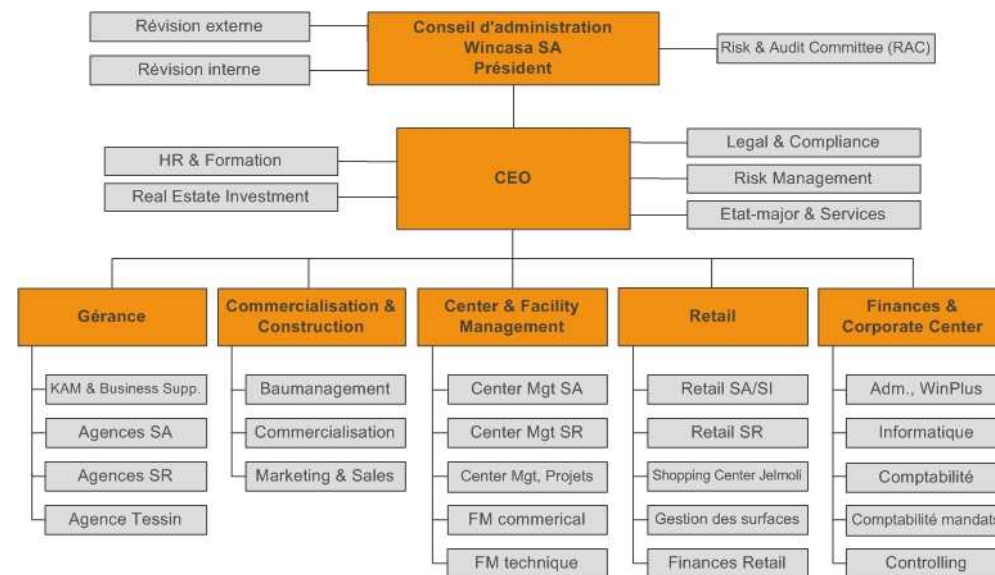 Révision externe
Révision interne
Conseil d'administration
Wincasa SA
Président
Risk & Audit Committee (RAC)
HR & Formation
Real Estate Investment
CEO
Legal & Compliance
Risk Management
Etat-major & Services
Gérance
KAM & Business Supp.
Agences SA
Agences SR
Agence Tessin
Commercialisation &
Construction
Baumanagement
Commercialisation
Marketing & Sales
Center & Facility
Management
Center Mgt SA
Center Mgt SR
Center Mgt, Projets
FM commerical
FM technique
Retail
Retail SA/SI
Retail SR
Shopping Center Jelmoli
Gestion des surfaces
Finances Retail
Finances &
Corporate Center
Adm., WinPlus
Informatique
Comptabilité
Comptabilité mandats
Controlling